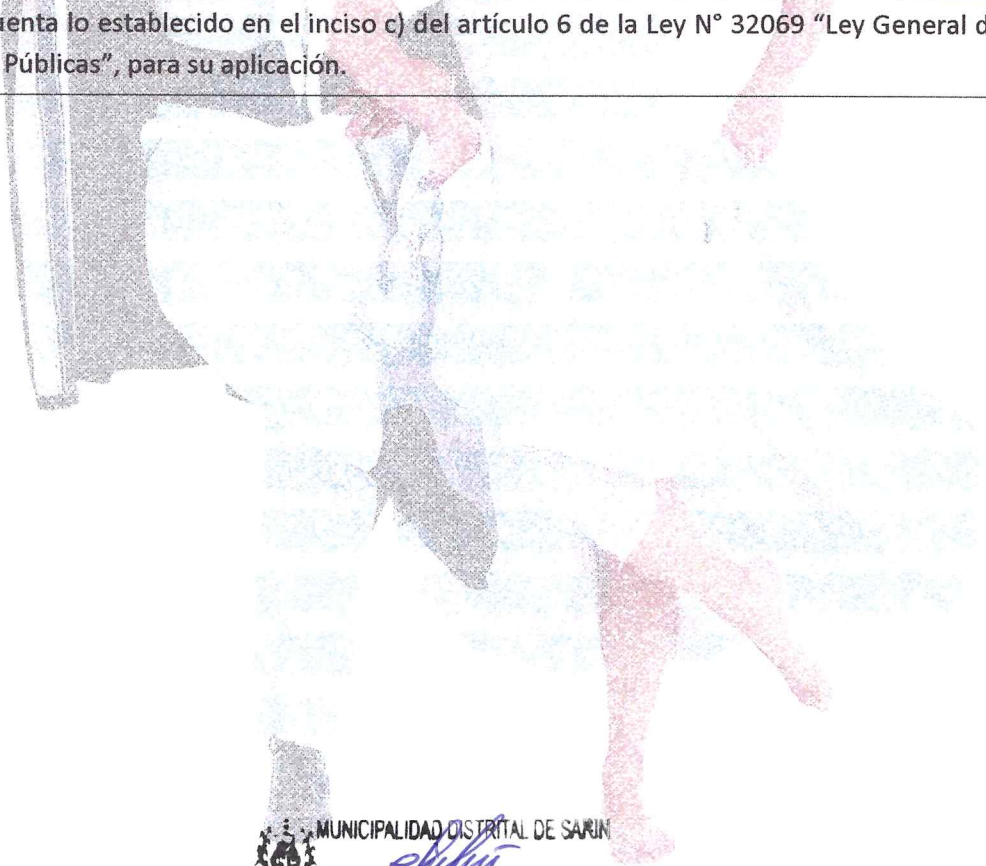 uenta lo establecido en el inciso c) del artículo 6 de la Ley N° 32069 “Ley General d
Públicas”, para su aplicación.
MUNICIPALIDAD DISTRITAL DE SARIN